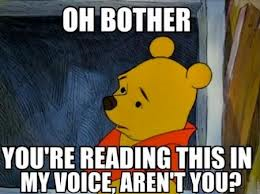 OH BOTHER
YOU'RE READING THIS IN
MY VOICE, AREN'T YOU?